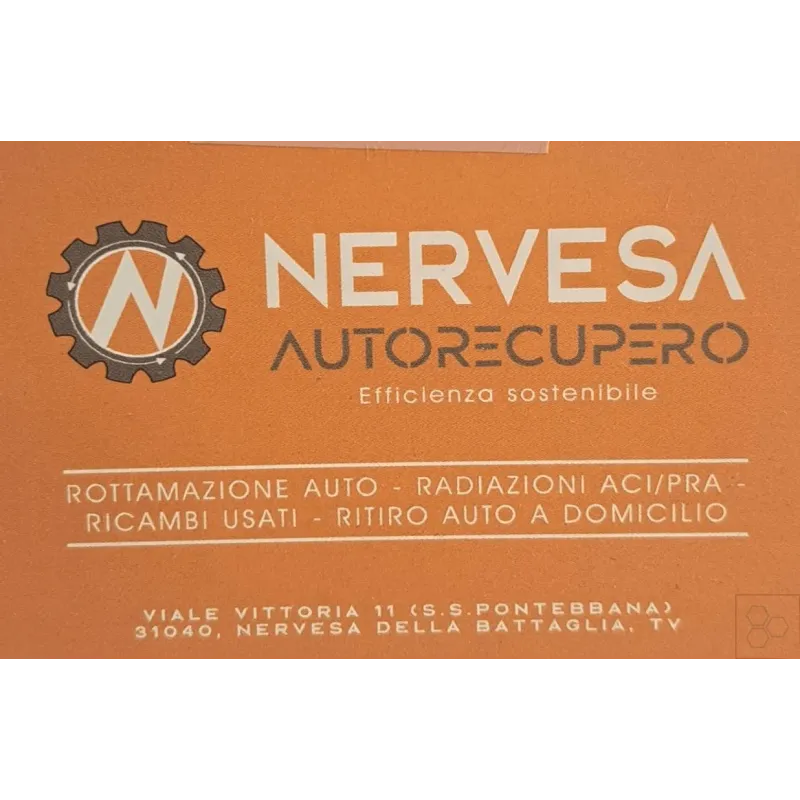 N
NERVESA
AUTORECUPERO
Efficienza sostenibile
ROTTAMAZIONE AUTO - RADIAZIONI ACI/PRA -
RICAMBI USATI - RITIRO AUTO A DOMICILIO
VIALE VITTORIA 11 (S.S.PONTEBBANA)
31040, NERVESA DELLA BATTAGLIA, TV